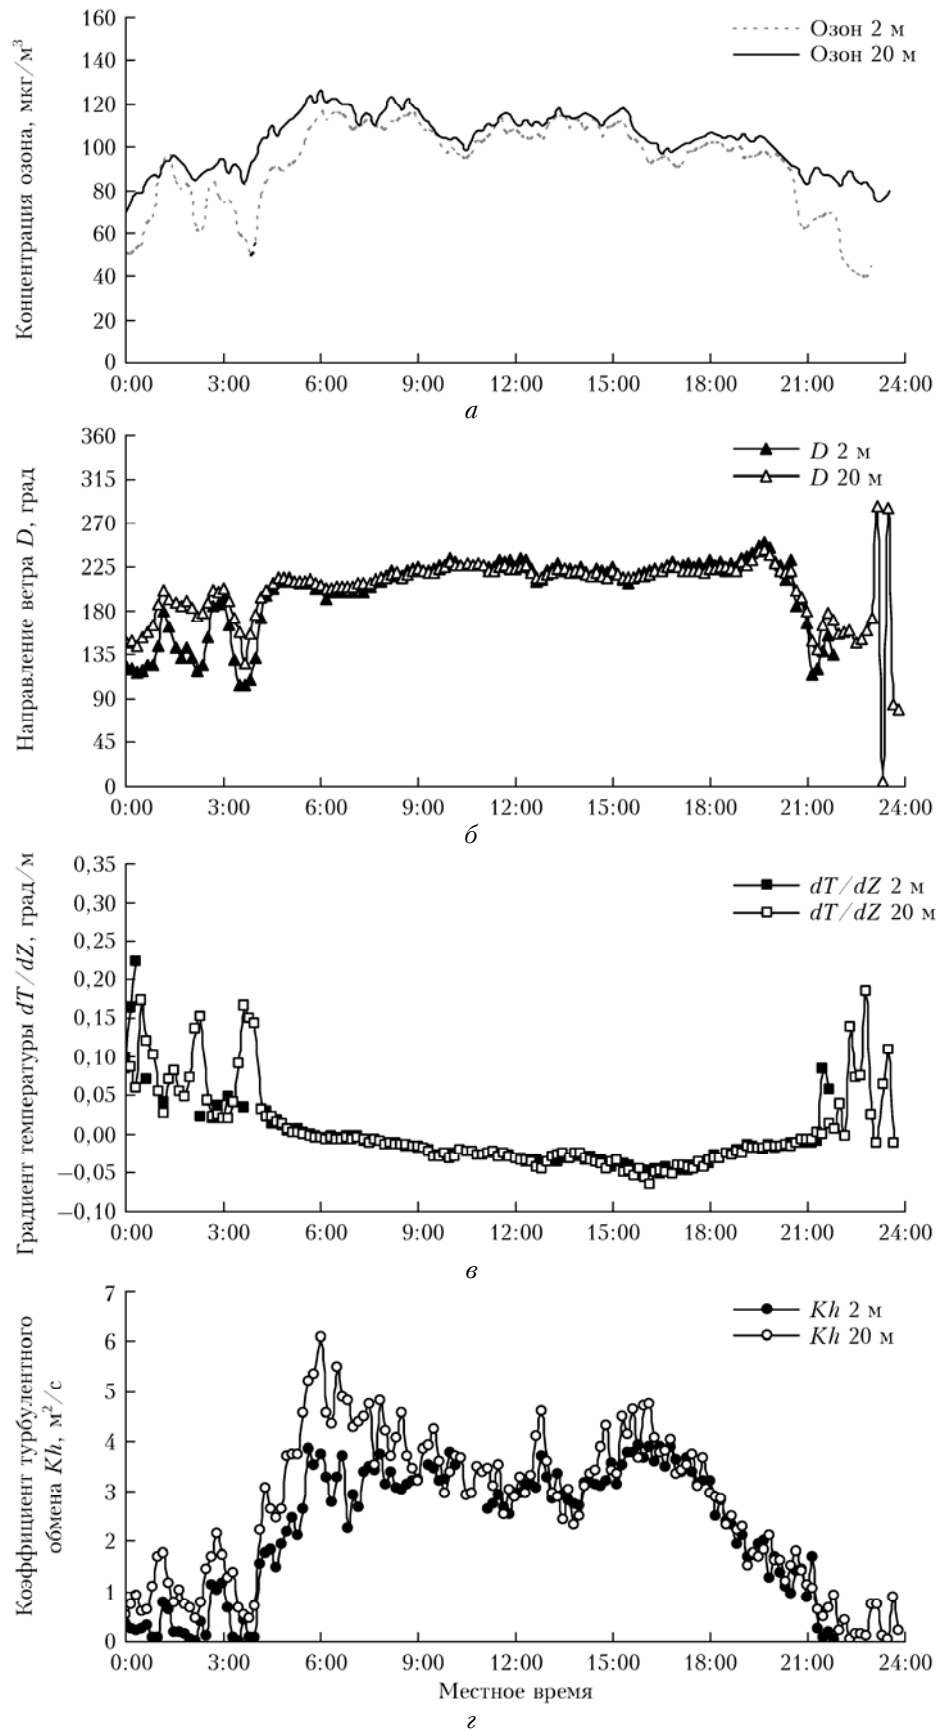 160
140
120
100
80
60
40
20
0
Концентрация озона, мкг/м³
Озон 2 м
Озон 20 м
0:00 3:00 6:00 9:00 12:00 15:00 18:00 21:00 24:00
а
360
315
270
225
180
135
90
45
0
Направление ветра D, град
D 2 м
D 20 м
0:00 3:00 6:00 9:00 12:00 15:00 18:00 21:00 24:00
б
0,35
0,30
0,25
0,20
0,15
0,10
0,05
0,00
−0,05
−0,10
Градиент температуры dT/dZ, град/м
dT/dZ 2 м
dT/dZ 20 м
0:00 3:00 6:00 9:00 12:00 15:00 18:00 21:00 24:00
в
7
6
5
4
3
2
1
0
Коэффициент турбулентного
обмена Kh, м²/с
Kh 2 м
Kh 20 м
0:00 3:00 6:00 9:00 12:00 15:00 18:00 21:00 24:00
Местное время
г